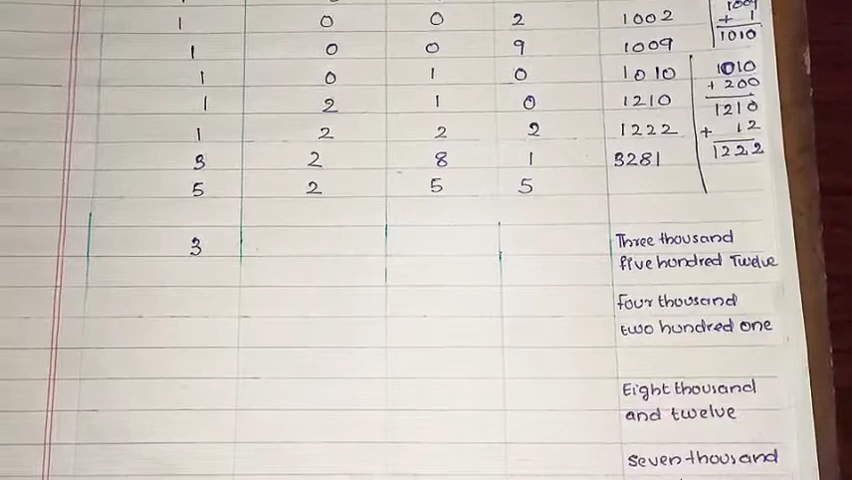 1 0 0 2 1002
1 0 0 9 1009
1 0 1 0 1010
1 2 1 0 1210
1 2 2 2 1222
3 2 8 1 3281
5 2 5 5
1009
+ 1
1010
1010
+ 200
1210
+ 12
1222
3 Three thousand
five hundred Twelve
four thousand
two hundred one
Eight thousand
and twelve
Seven thousand